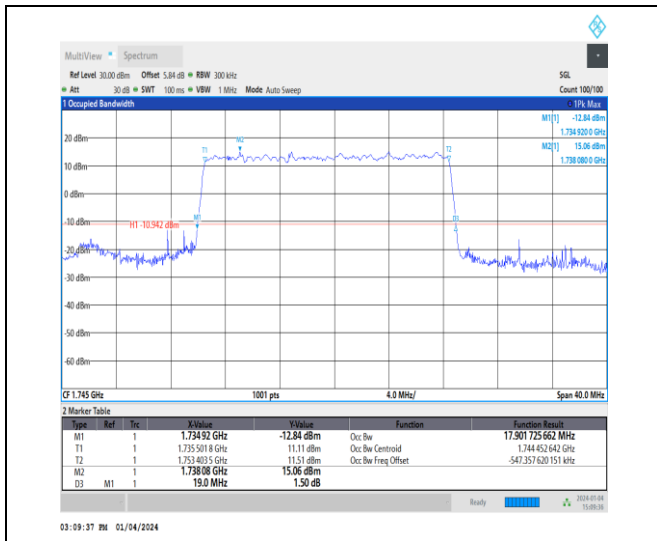 MultiView Spectrum
Ref Level 30.00 dBm Offset 5.84 dB RBW 300 kHz SGL
Att 30 dB SWT 100 ms VBW 1 MHz Mode Auto Sweep Count 100/100
1 Occupied Bandwidth 1Pk Max
M1[1] -12.84 dBm
1.734 920 0 GHz
M2[1] 15.06 dBm
1.738 080 0 GHz
20 dBm
M2
T1 T2
10 dBm
0 dBm
-10 dBm
M1 D3
H1 -10.942 dBm
-20 dBm
-30 dBm
-40 dBm
-50 dBm
-60 dBm
CF 1.745 GHz 1001 pts 4.0 MHz/ Span 40.0 MHz
2 Marker Table
Type Ref Trc X-Value Y-Value Function Function Result
M1 1 1.734 92 GHz -12.84 dBm Occ Bw 17.901 725 662 MHz
T1 1 1.735 501 8 GHz 11.11 dBm Occ Bw Centroid 1.744 452 642 GHz
T2 1 1.753 403 5 GHz 11.51 dBm Occ Bw Freq Offset -547.357 620 151 kHz
M2 1 1.738 08 GHz 15.06 dBm
D3 M1 1 19.0 MHz 1.50 dB
Ready 2024-01-04
15:09:38
03:09:37 PM 01/04/2024